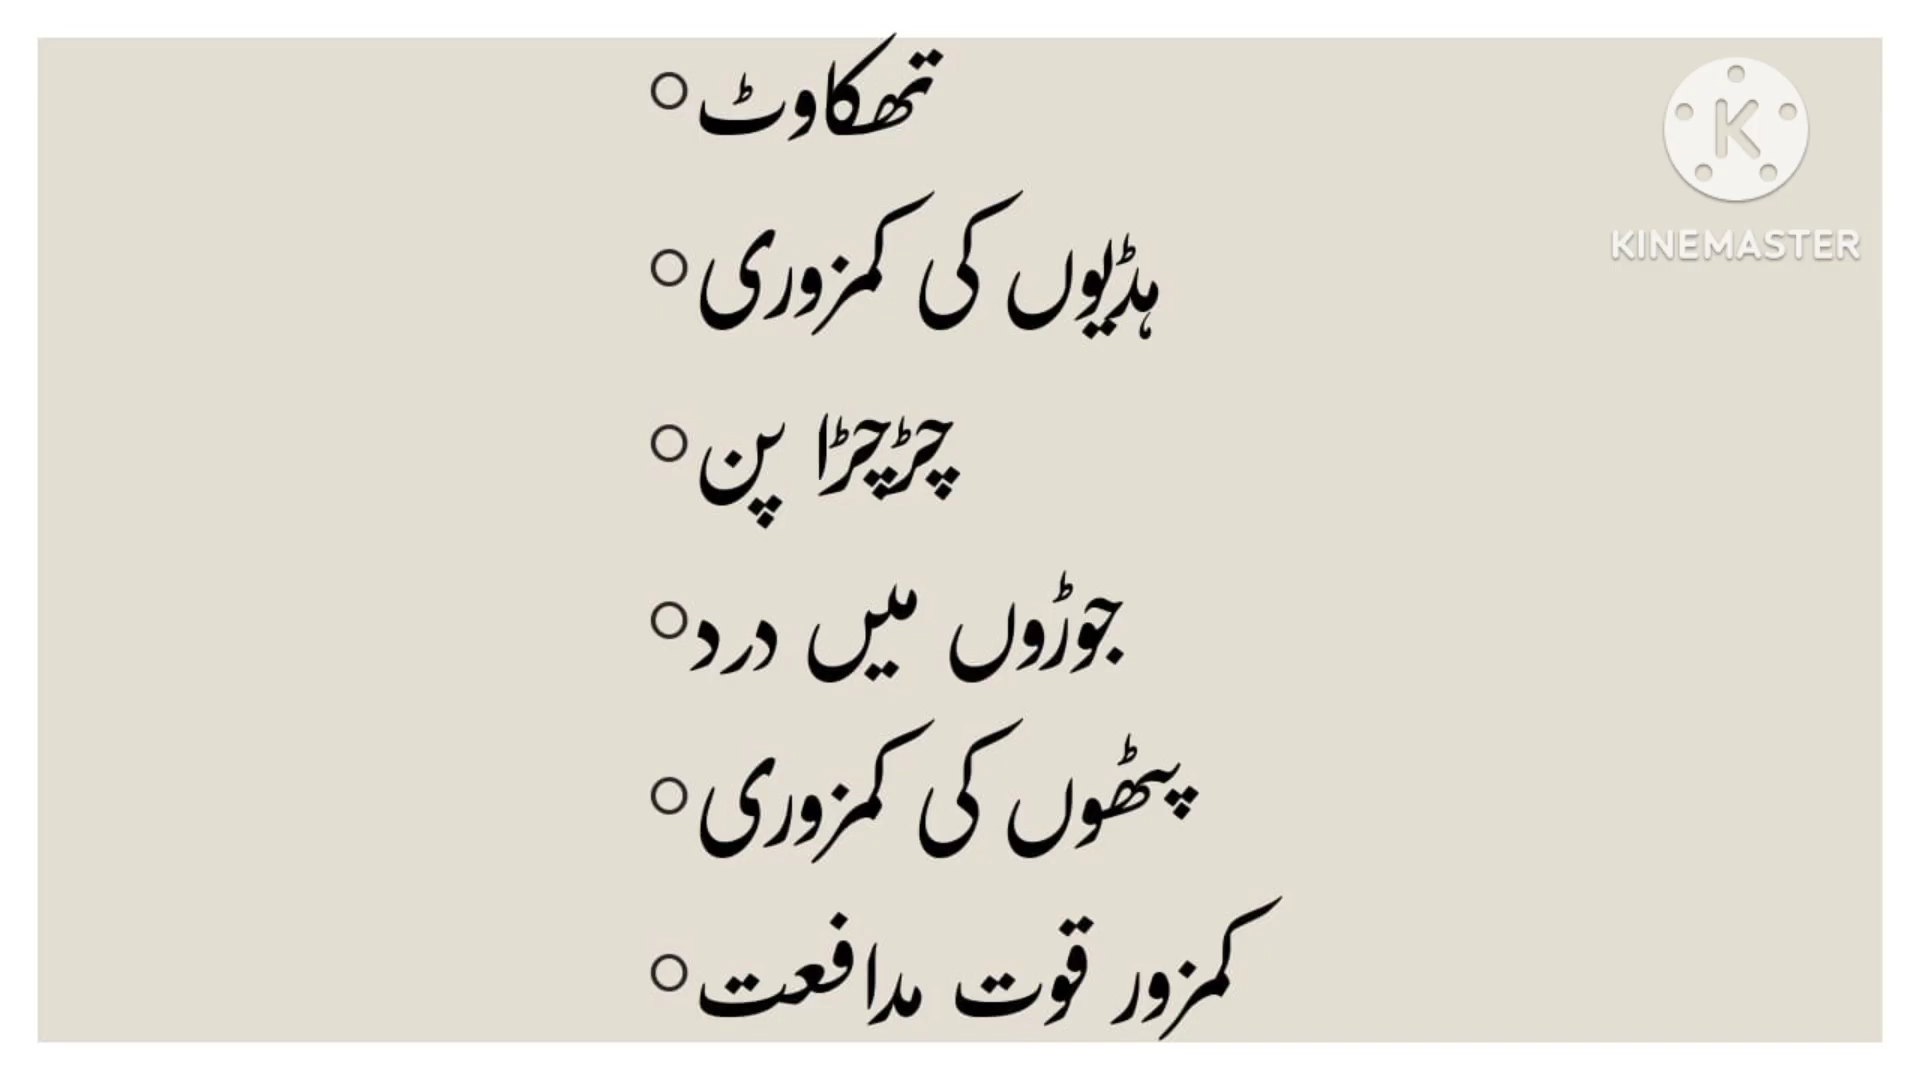 تھکاوٹ
ہڈیوں کی کمزوری
چڑچڑا پن
جوڑوں میں درد
پٹھوں کی کمزوری
کمزور قوت مدافعت
K
KINEMASTER